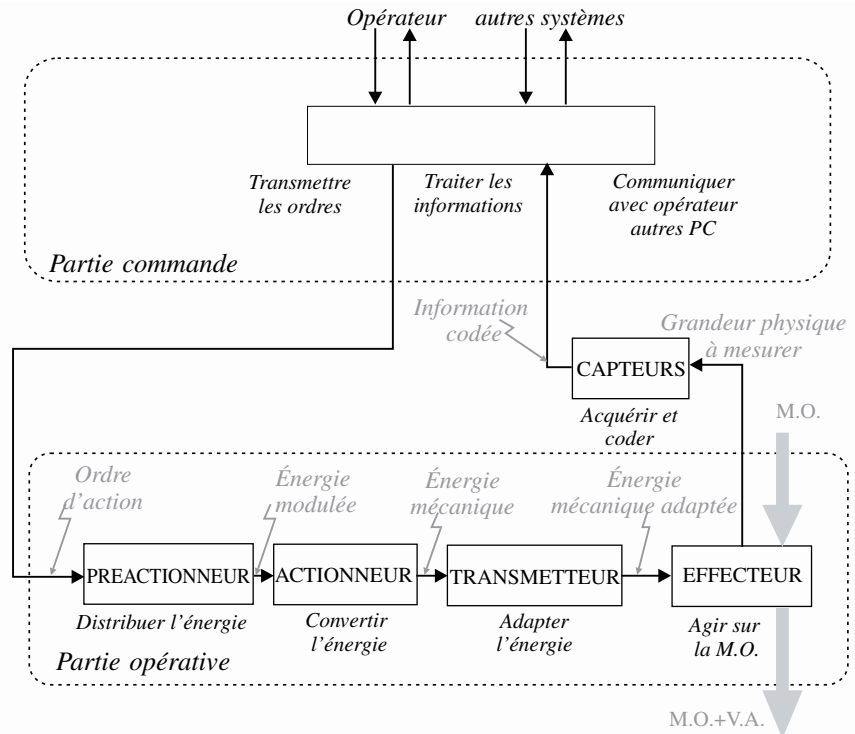 Opérateur autres systèmes
Transmettre
les ordres
Traiter les
informations
Communiquer
avec opérateur
autres PC
Partie commande
Information
codée
Grandeur physique
à mesurer
CAPTEURS
Acquérir et
coder
M.O.
Ordre
d'action
Énergie
modulée
Énergie
mécanique
Énergie
mécanique adaptée
PREACTIONNEUR
ACTIONNEUR
TRANSMETTEUR
EFFECTEUR
Distribuer l'énergie
Convertir
l'énergie
Adapter
l'énergie
Agir sur
la M.O.
Partie opérative
M.O.+V.A.